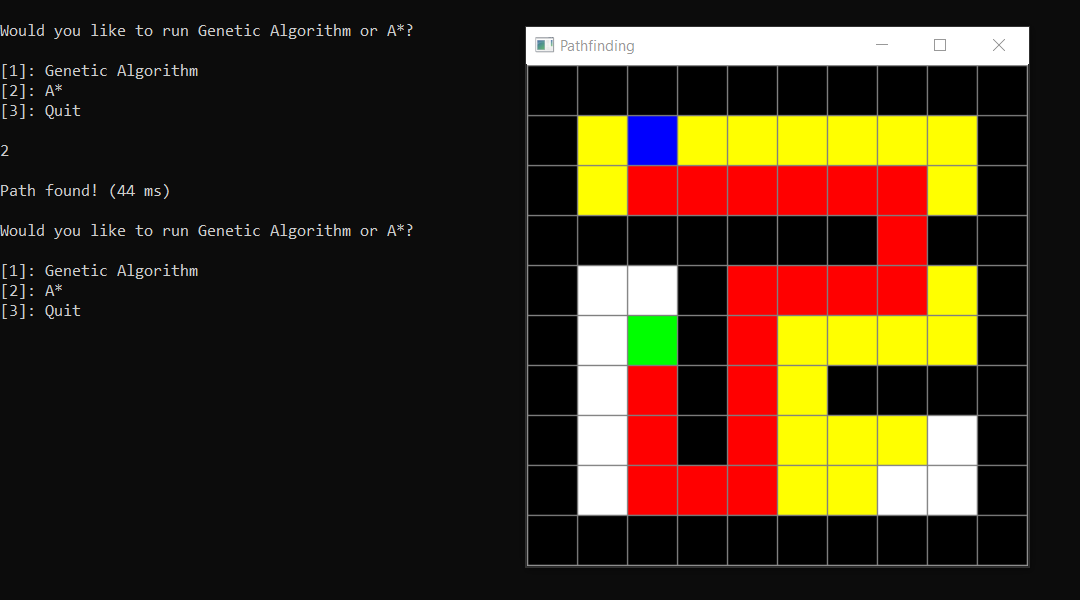 Would you like to run Genetic Algorithm or A*?
[1]: Genetic Algorithm
[2]: A*
[3]: Quit
2
Path found! (44 ms)
Would you like to run Genetic Algorithm or A*?
[1]: Genetic Algorithm
[2]: A*
[3]: Quit
Pathfinding